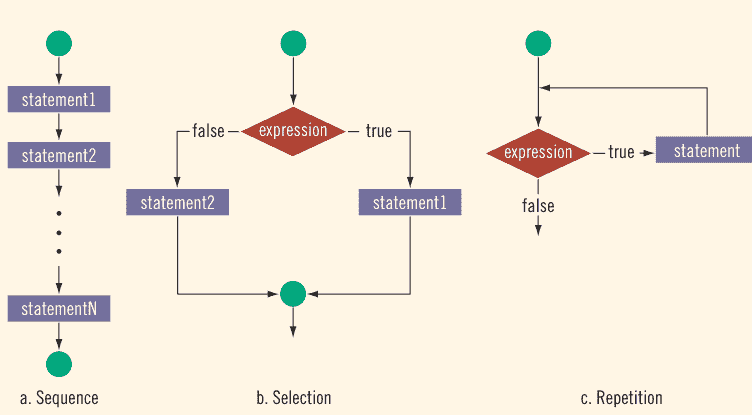 statement1
statement2
statementN
a. Sequence
expression
false
true
statement2
statement1
b. Selection
expression
true
statement
false
c. Repetition